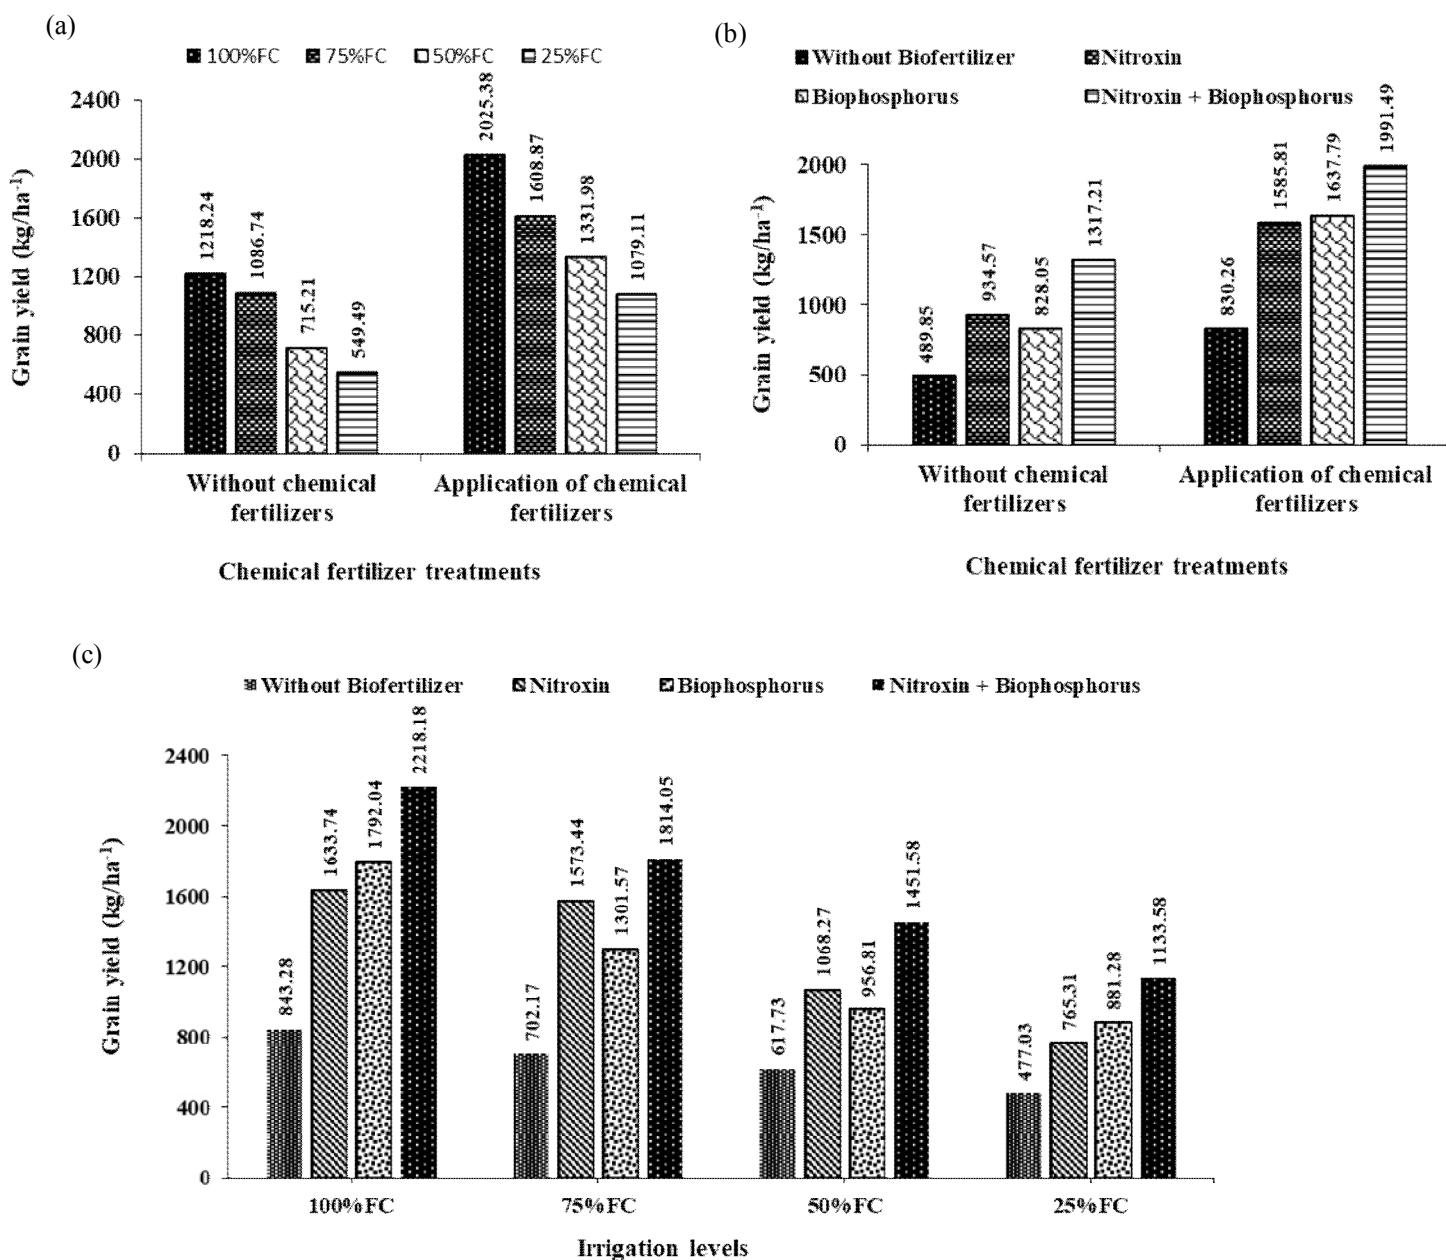 (a)
100%FC 75%FC 50%FC 25%FC
Grain yield (kg/ha⁻¹)
2400
2000
1600
1200
800
400
0
1218.24
1086.74
715.21
549.49
2025.38
1608.87
1331.98
1079.11
Without chemical
fertilizers
Application of chemical
fertilizers
Chemical fertilizer treatments
(b)
Without Biofertilizer Nitroxin
Biophosphorus Nitroxin + Biophosphorus
Grain yield (kg/ha⁻¹)
2000
1500
1000
500
0
489.85
934.57
828.05
1317.21
830.26
1585.81
1637.79
1991.49
Without chemical
fertilizers
Application of chemical
fertilizers
Chemical fertilizer treatments
(c)
Without Biofertilizer Nitroxin Biophosphorus Nitroxin + Biophosphorus
Grain yield (kg/ha⁻¹)
2400
2000
1600
1200
800
400
0
843.28
1633.74
1792.04
2218.18
702.17
1573.44
1301.57
1814.05
617.73
1068.27
956.81
1451.58
477.03
765.31
881.28
1133.58
100%FC 75%FC 50%FC 25%FC
Irrigation levels